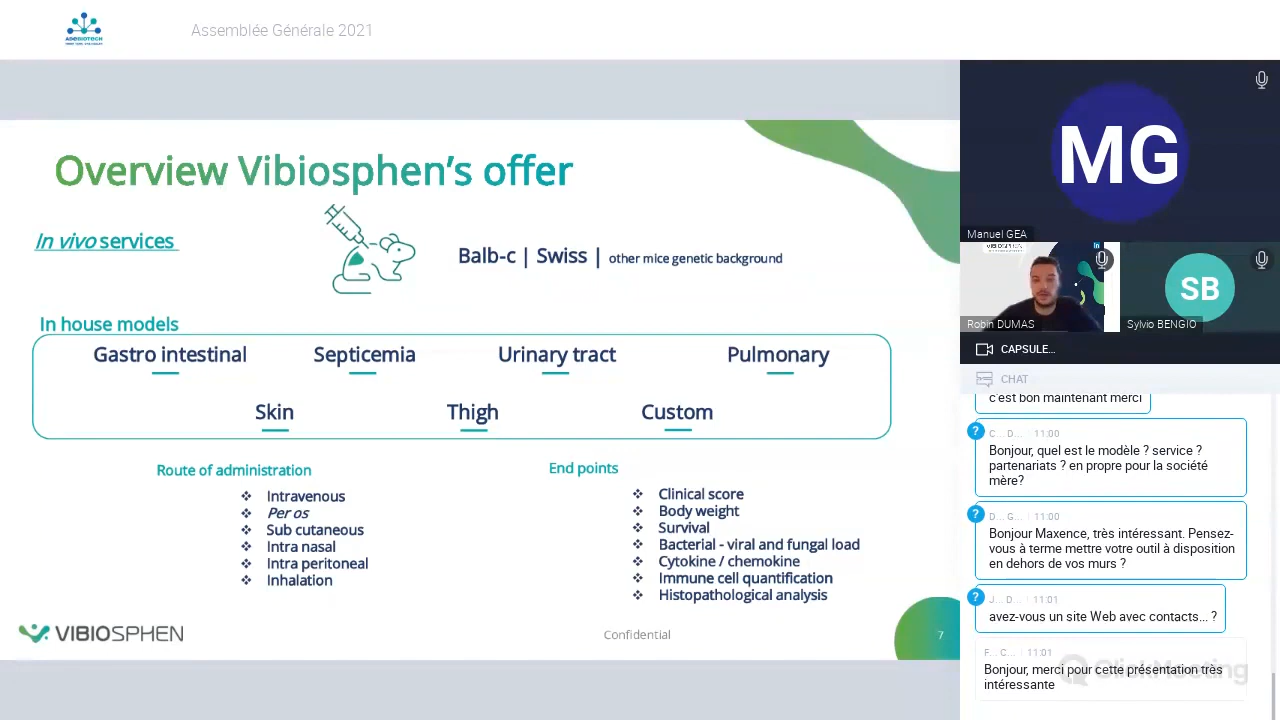 ADEBIOTECH
Assemblée Générale 2021
Overview Vibiosphen's offer
In vivo services
Balb-c | Swiss | other mice genetic background
In house models
Gastro intestinal
Septicemia
Urinary tract
Pulmonary
Skin
Thigh
Custom
Route of administration
❖ Intravenous
❖ Per os
❖ Sub cutaneous
❖ Intra nasal
❖ Intra peritoneal
❖ Inhalation
End points
❖ Clinical score
❖ Body weight
❖ Survival
❖ Bacterial - viral and fungal load
❖ Cytokine / chemokine
❖ Immune cell quantification
❖ Histopathological analysis
VIBIOSPHEN
Confidential
7
MG
Manuel GEA
in
Robin DUMAS
SB
Sylvio BENGIO
CAPSULE...
CHAT
c'est bon maintenant merci
?
C... D... | 11:00
Bonjour, quel est le modèle ? service ?
partenariats ? en propre pour la société
mère?
?
D... G... | 11:00
Bonjour Maxence, très intéressant. Pensez-
vous à terme mettre votre outil à disposition
en dehors de vos murs ?
?
J... D... | 11:01
avez-vous un site Web avec contacts... ?
F... C... | 11:01
Bonjour, merci pour cette présentation très
intéressante
ClickMeeting